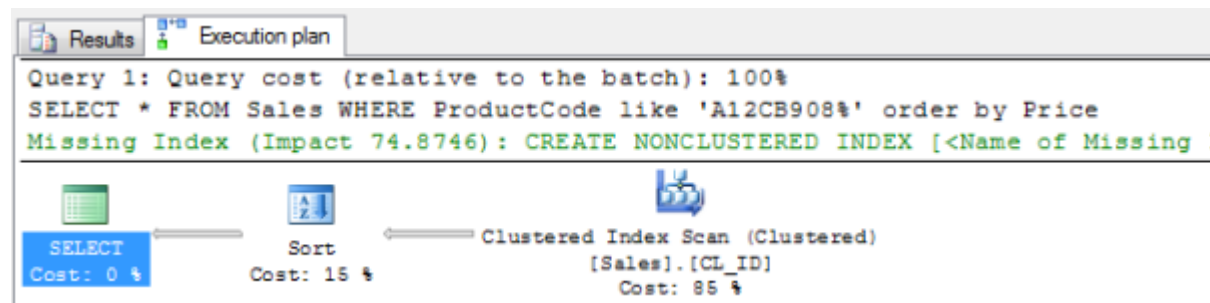 Results Execution plan
Query 1: Query cost (relative to the batch): 100%
SELECT * FROM Sales WHERE ProductCode like 'A12CB908%' order by Price
Missing Index (Impact 74.8746): CREATE NONCLUSTERED INDEX [<Name of Missing
SELECT
Cost: 0 %
Sort
Cost: 15 %
Clustered Index Scan (Clustered)
[Sales].[CL_ID]
Cost: 85 %